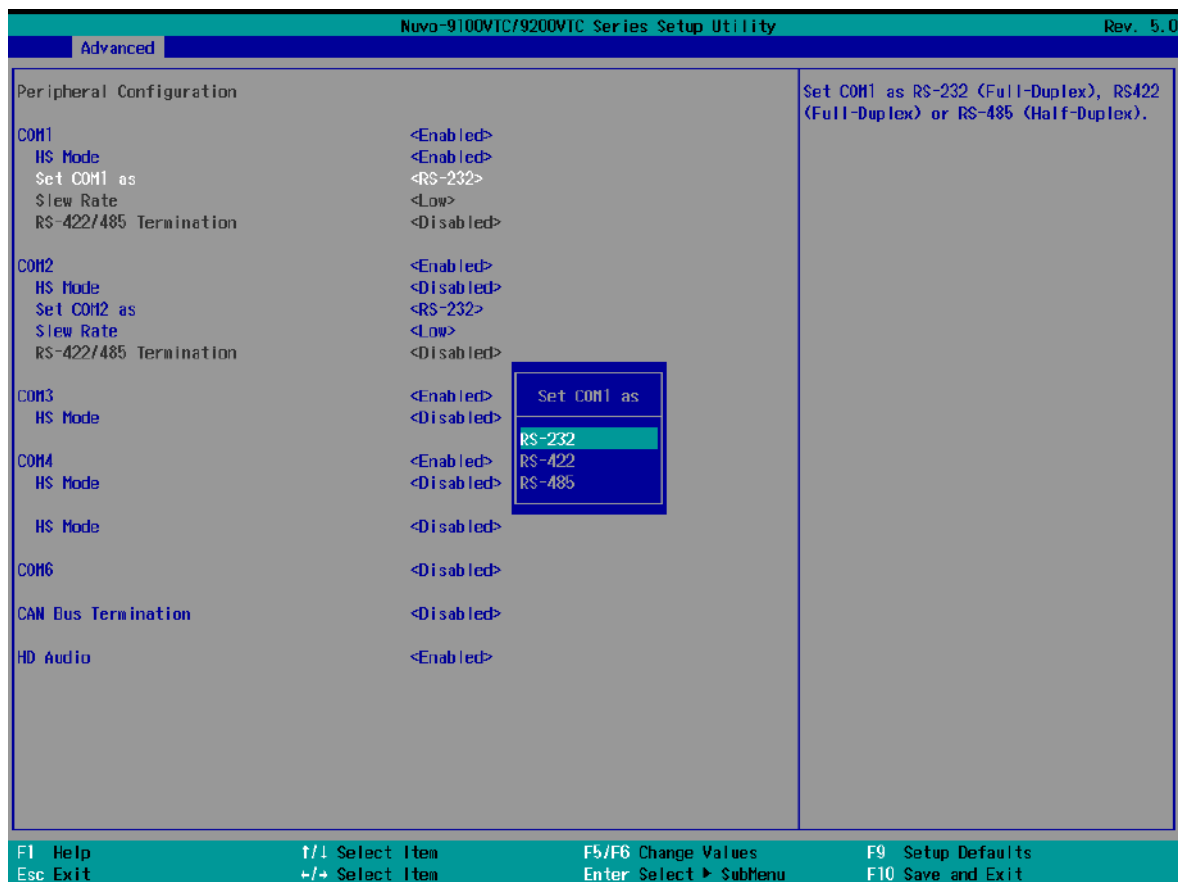 Nuvo-9100VTC/9200VTC Series Setup Utility Rev. 5.0
Advanced
Peripheral Configuration
Set COM1 as RS-232 (Full-Duplex), RS422
(Full-Duplex) or RS-485 (Half-Duplex).
COM1 <Enabled>
HS Mode <Enabled>
Set COM1 as <RS-232>
Slew Rate <Low>
RS-422/485 Termination <Disabled>
COM2 <Enabled>
HS Mode <Disabled>
Set COM2 as <RS-232>
Slew Rate <Low>
RS-422/485 Termination <Disabled>
COM3 <Enabled>
HS Mode <Disabled>
COM4 <Enabled>
HS Mode <Disabled>
HS Mode <Disabled>
COM6 <Disabled>
CAN Bus Termination <Disabled>
HD Audio <Enabled>
Set COM1 as
RS-232
RS-422
RS-485
F1 Help ↑/↓ Select Item F5/F6 Change Values F9 Setup Defaults
Esc Exit ←/→ Select Item Enter Select ▶ SubMenu F10 Save and Exit